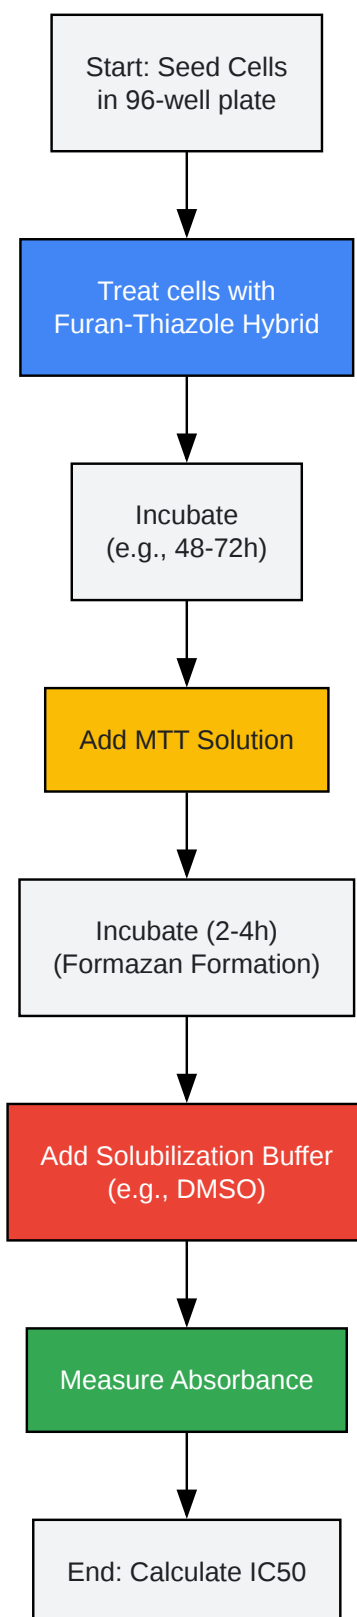 Start: Seed Cells
in 96-well plate
Treat cells with
Furan-Thiazole Hybrid
Incubate
(e.g., 48-72h)
Add MTT Solution
Incubate (2-4h)
(Formazan Formation)
Add Solubilization Buffer
(e.g., DMSO)
Measure Absorbance
End: Calculate IC50